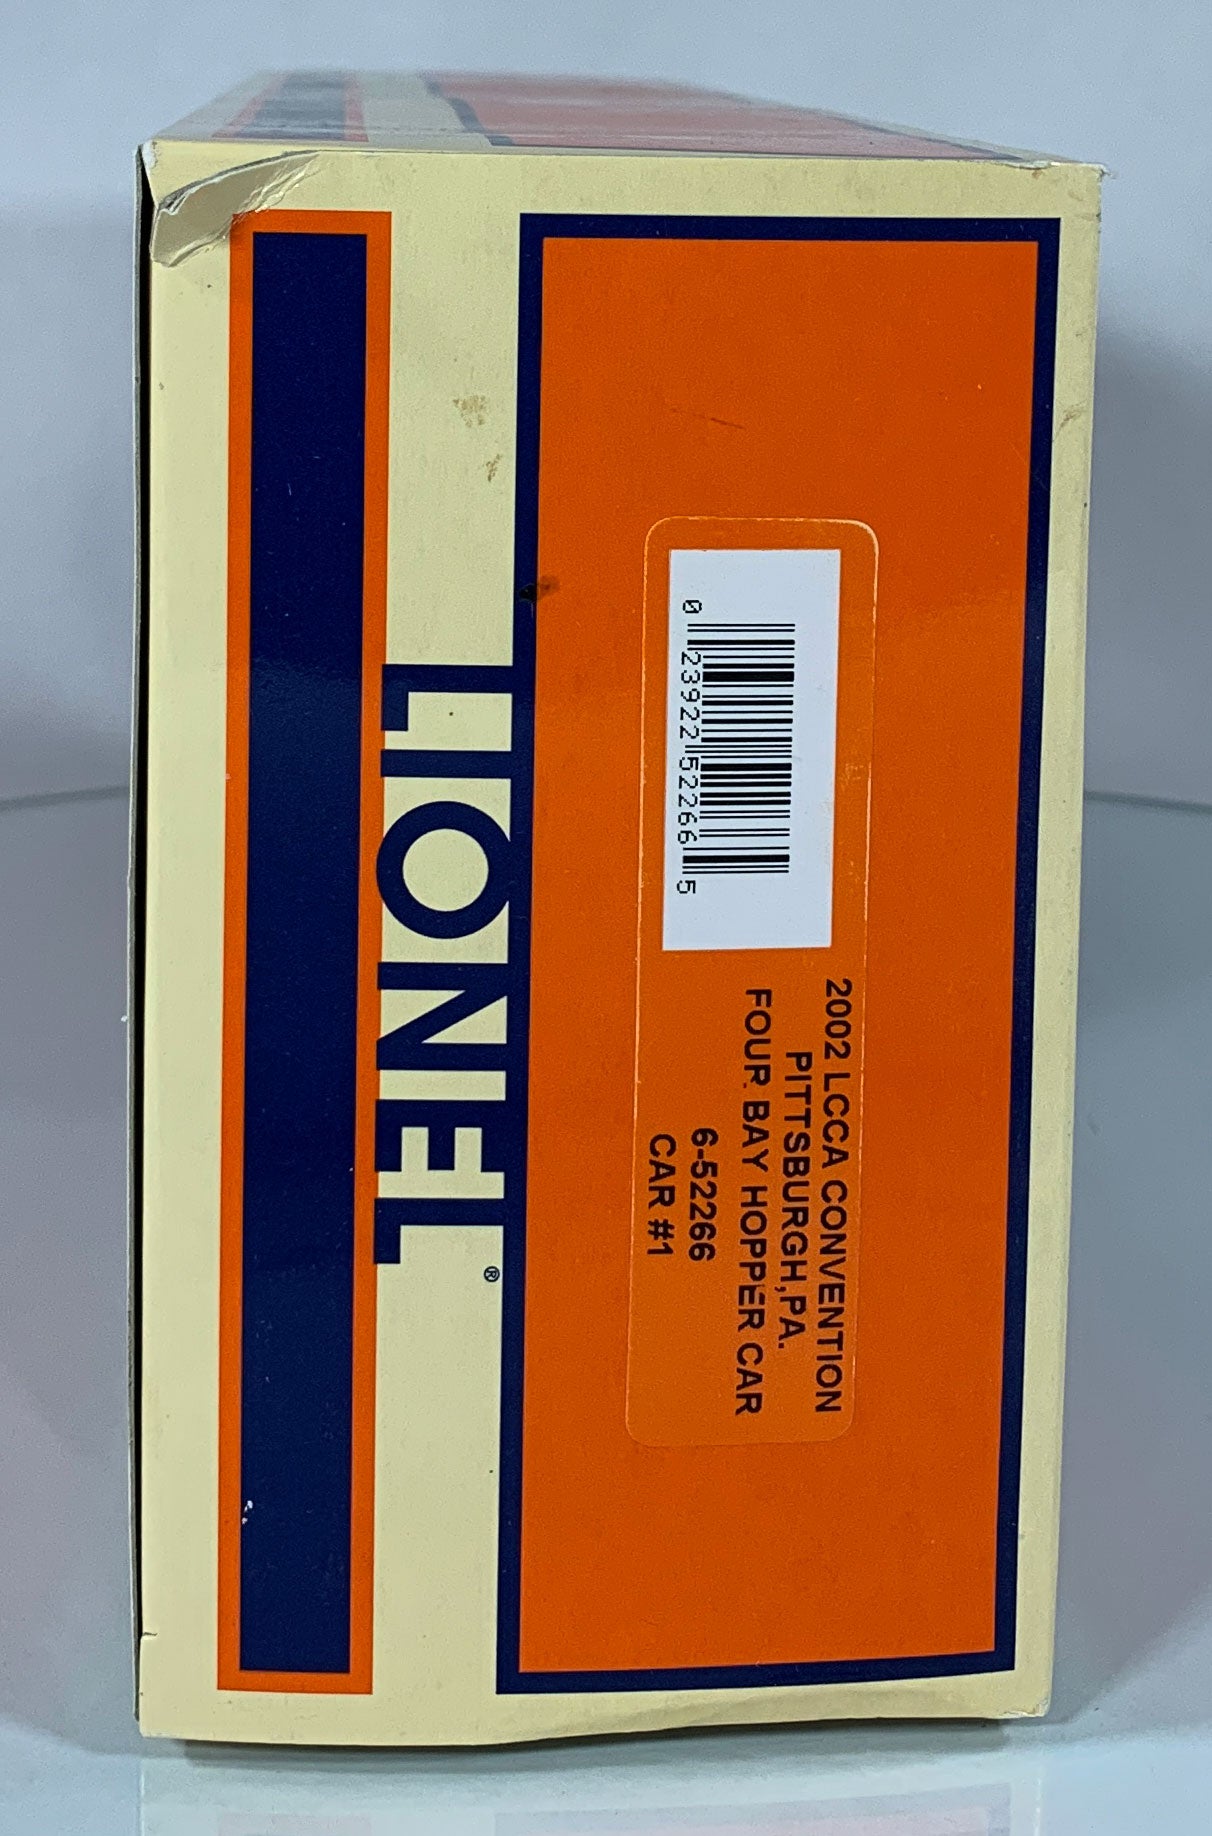 2002 LCCA CONVENTION
PITTSBURGH,PA.
FOUR BAY HOPPER CAR
6-52266
CAR #1
0 23922 52266 5
LIONEL®